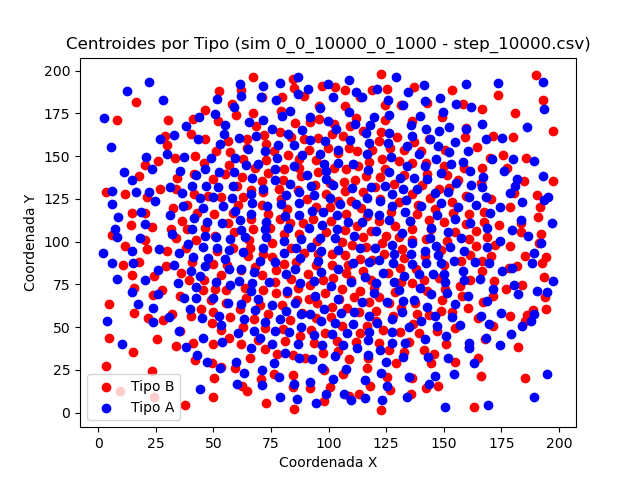 Centroides por Tipo (sim 0_0_10000_0_1000 - step_10000.csv)
Coordenada Y
200
175
150
125
100
75
50
25
0
Tipo B
Tipo A
0 25 50 75 100 125 150 175 200
Coordenada X